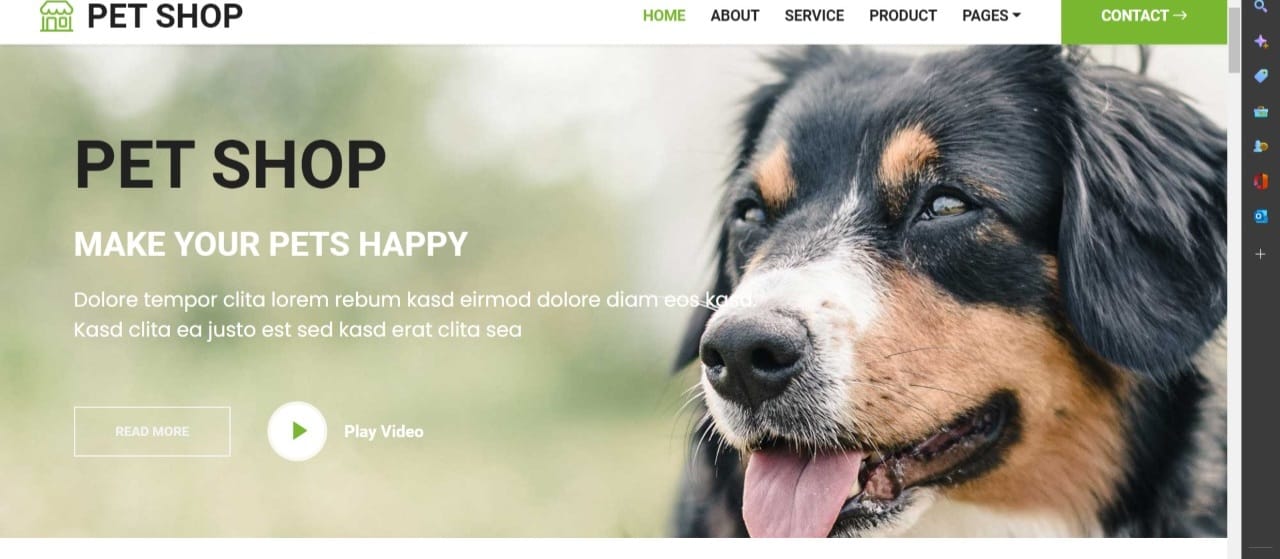 PET SHOP
HOME ABOUT SERVICE PRODUCT PAGES CONTACT →
PET SHOP
MAKE YOUR PETS HAPPY
Dolore tempor clita lorem rebum kasd eirmod dolore diam eos kasd.
Kasd clita ea justo est sed kasd erat clita sea
READ MORE Play Video